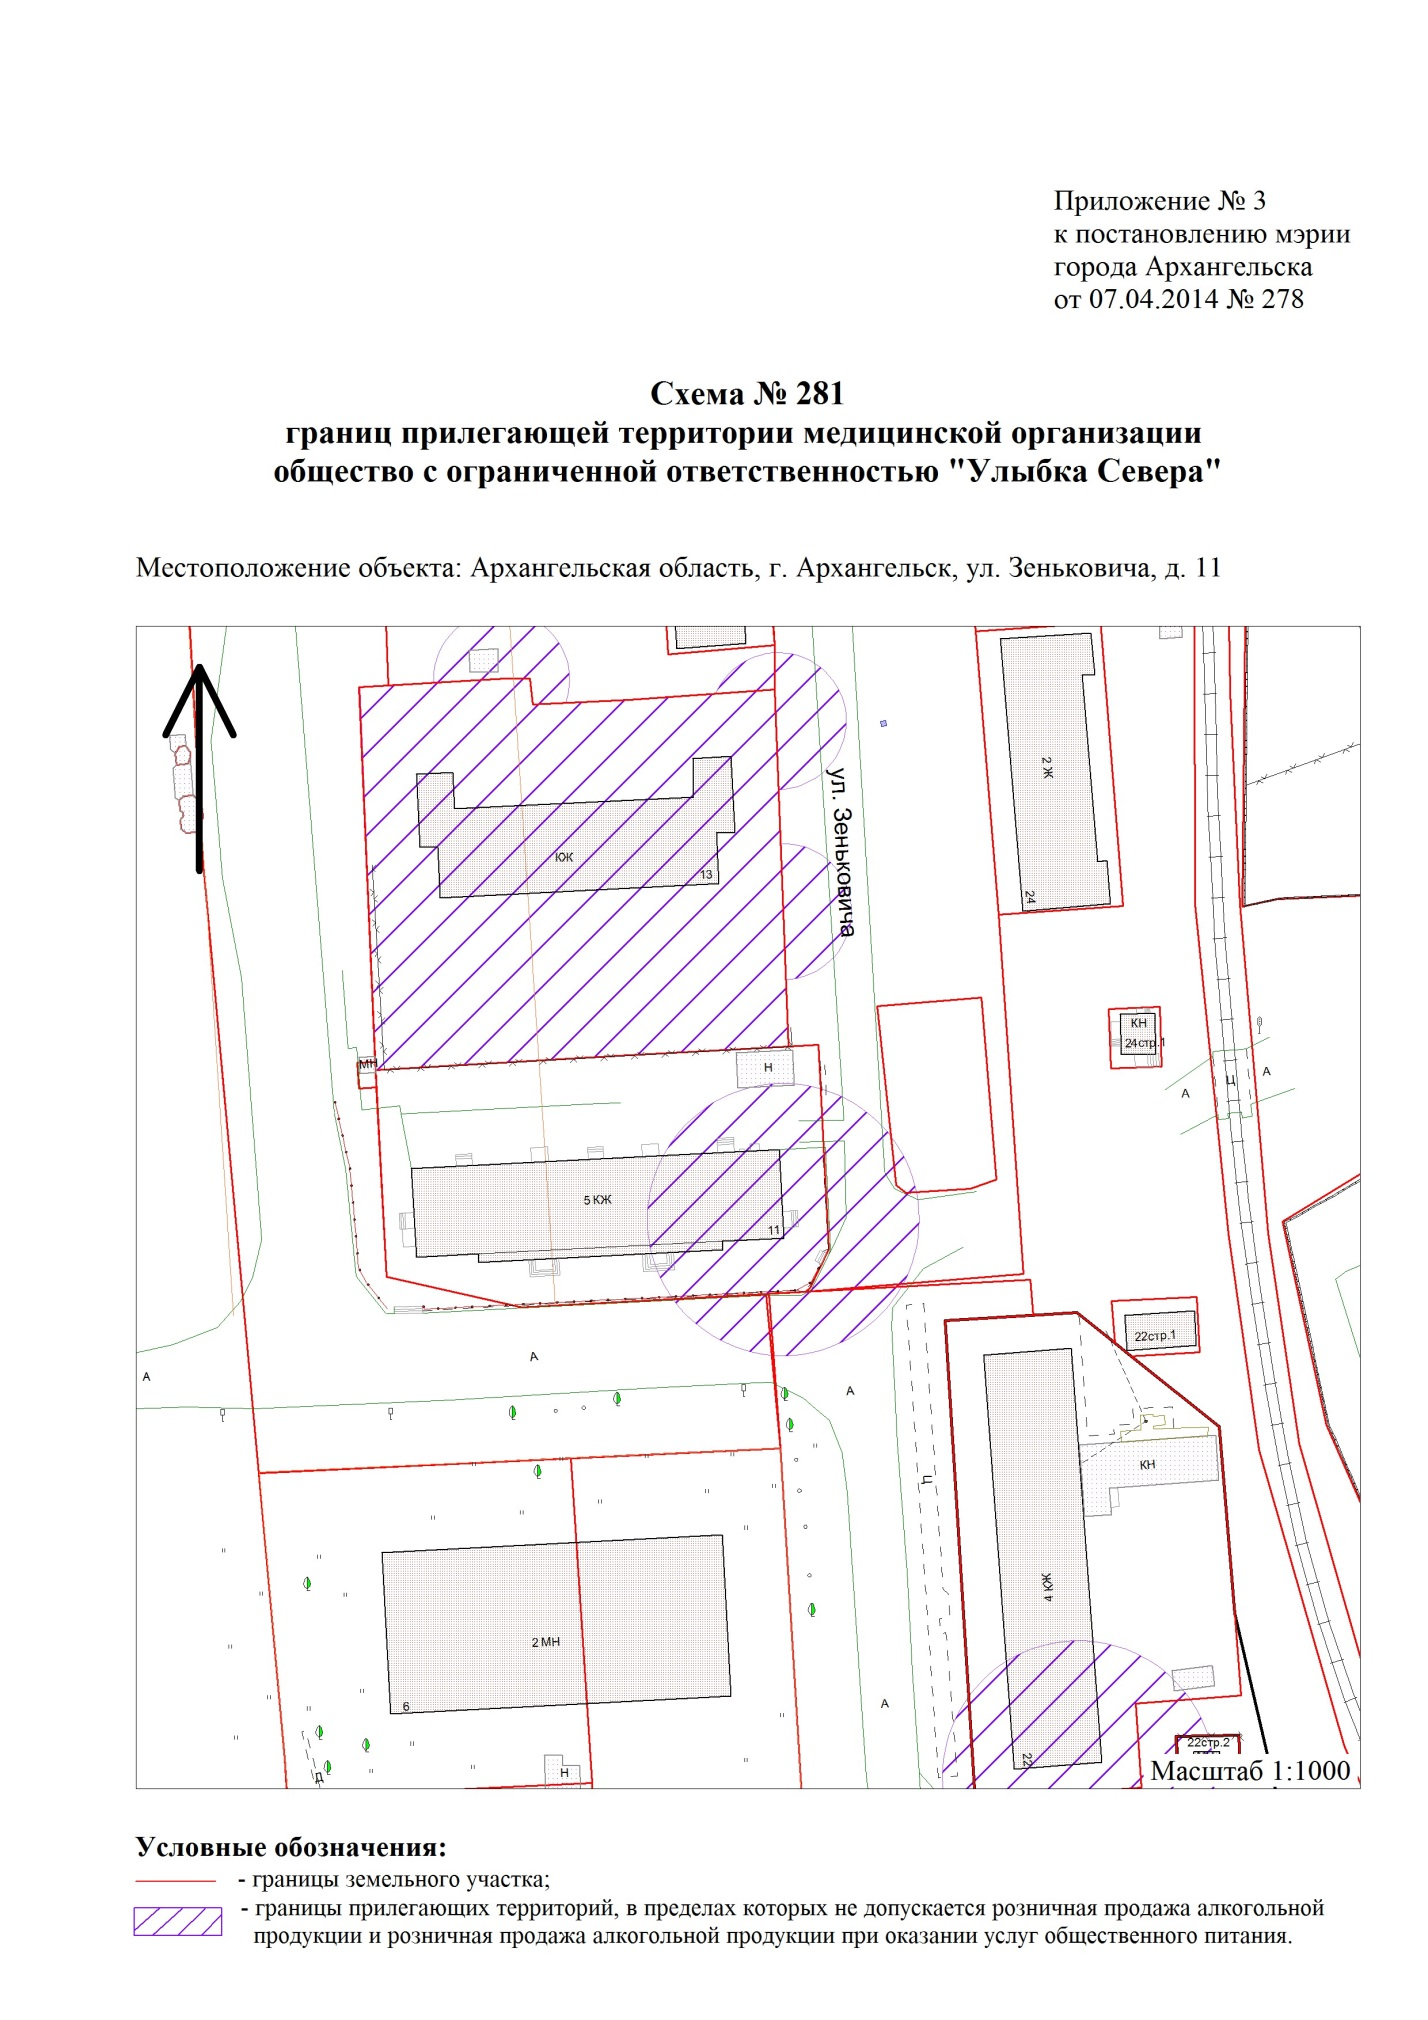 Приложение № 3
к постановлению мэрии
города Архангельска
от 07.04.2014 № 278
Схема № 281
границ прилегающей территории медицинской организации
общество с ограниченной ответственностью "Улыбка Севера"
Местоположение объекта: Архангельская область, г. Архангельск, ул. Зеньковича, д. 11
2 Ж
24
ул. Зеньковича
КЖ
13
КН
24стр.1
МН
Н
Ц
А
А
5 КЖ
11
22стр.1
А
А
А
КН
Ц
4 КЖ
2 МН
6
А
22стр.2
22
Н
Д
Масштаб 1:1000
Условные обозначения:
- границы земельного участка;
- границы прилегающих территорий, в пределах которых не допускается розничная продажа алкогольной
продукции и розничная продажа алкогольной продукции при оказании услуг общественного питания.